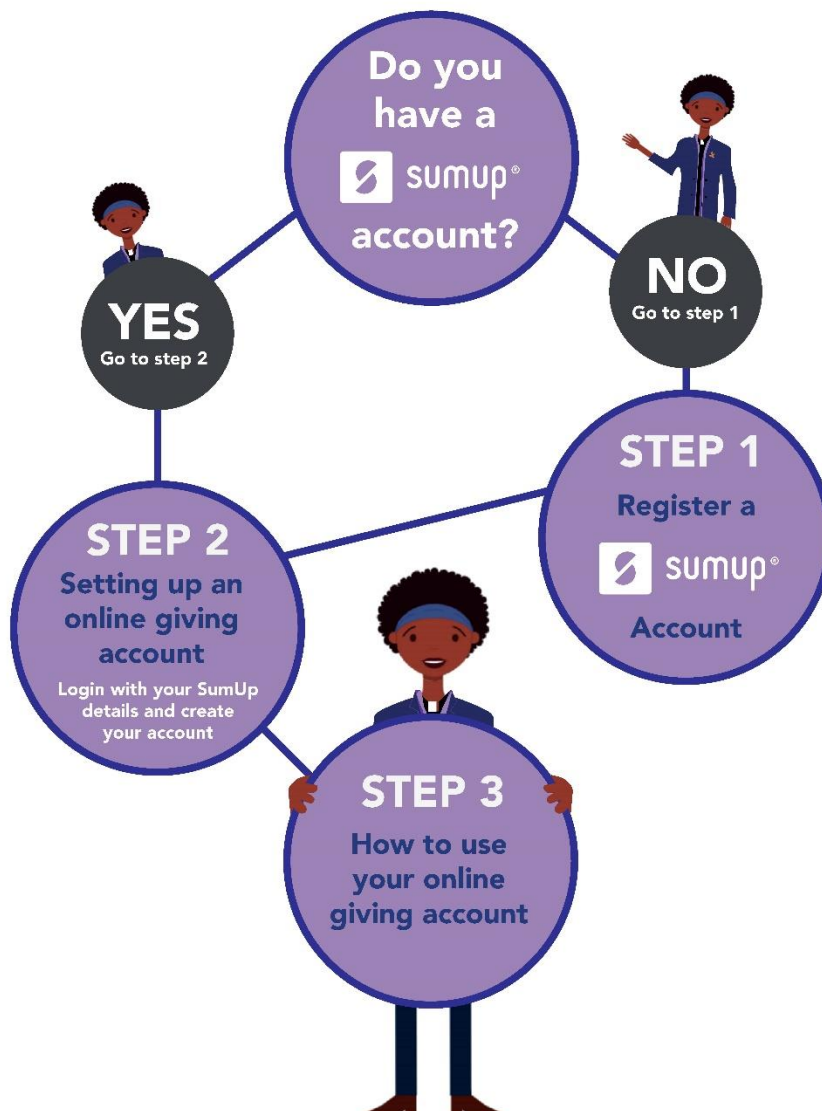 Do you
have a
sumup®
account?
YES
Go to step 2
NO
Go to step 1
STEP 1
Register a
sumup®
Account
STEP 2
Setting up an
online giving
account
Login with your SumUp
details and create
your account
STEP 3
How to use
your online
giving account